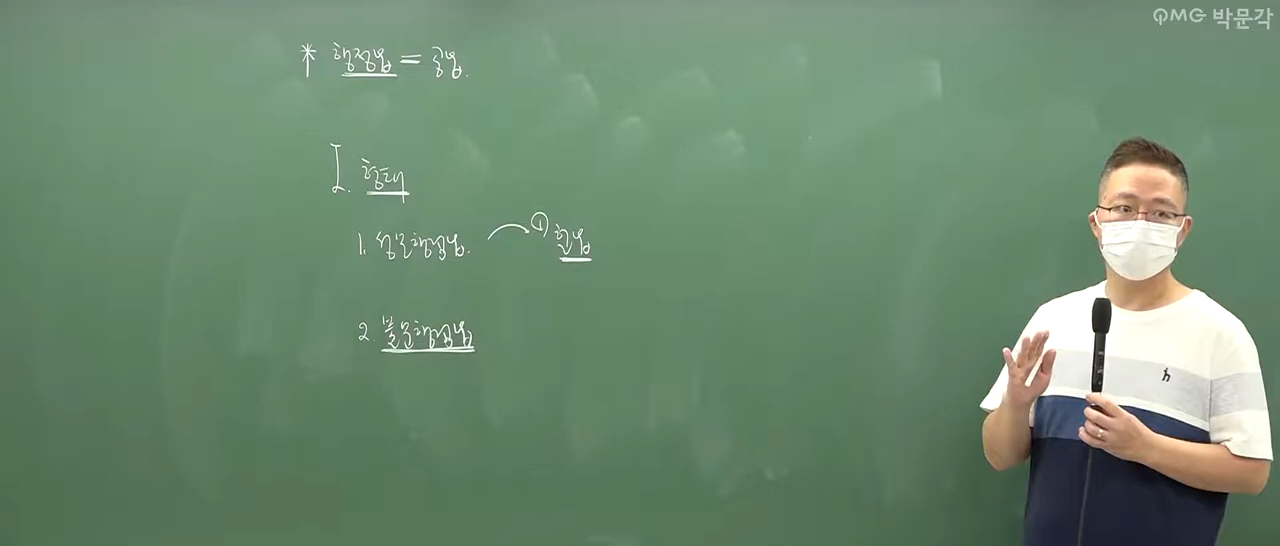 PMG 박문각
* 행정법 = 공법.
I. 형태
1. 성문행정법. ① 헌법
2. 불문행정법